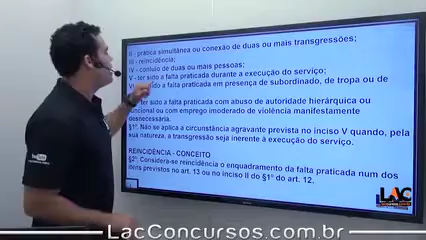 II - prática simultânea ou conexão de duas ou mais transgressões;
III - reincidência;
IV - conluio de duas ou mais pessoas;
V - ter sido a falta praticada durante a execução do serviço;
VI ido a falta praticada em presença de subordinado, de tropa ou de
ter sido a falta praticada com abuso de autoridade hierárquica ou
funcional ou com emprego imoderado de violência manifestamente
desnecessária.
§1º. Não se aplica a circunstância agravante prevista no inciso V quando, pela
sua natureza, a transgressão seja inerente à execução do serviço.
REINCIDÊNCIA - CONCEITO
§2º. Considera-se reincidência o enquadramento da falta praticada num dos
itens previstos no art. 13 ou no inciso II do §1º do art. 12.
LAC
YouTube
LacConcursos.com.br